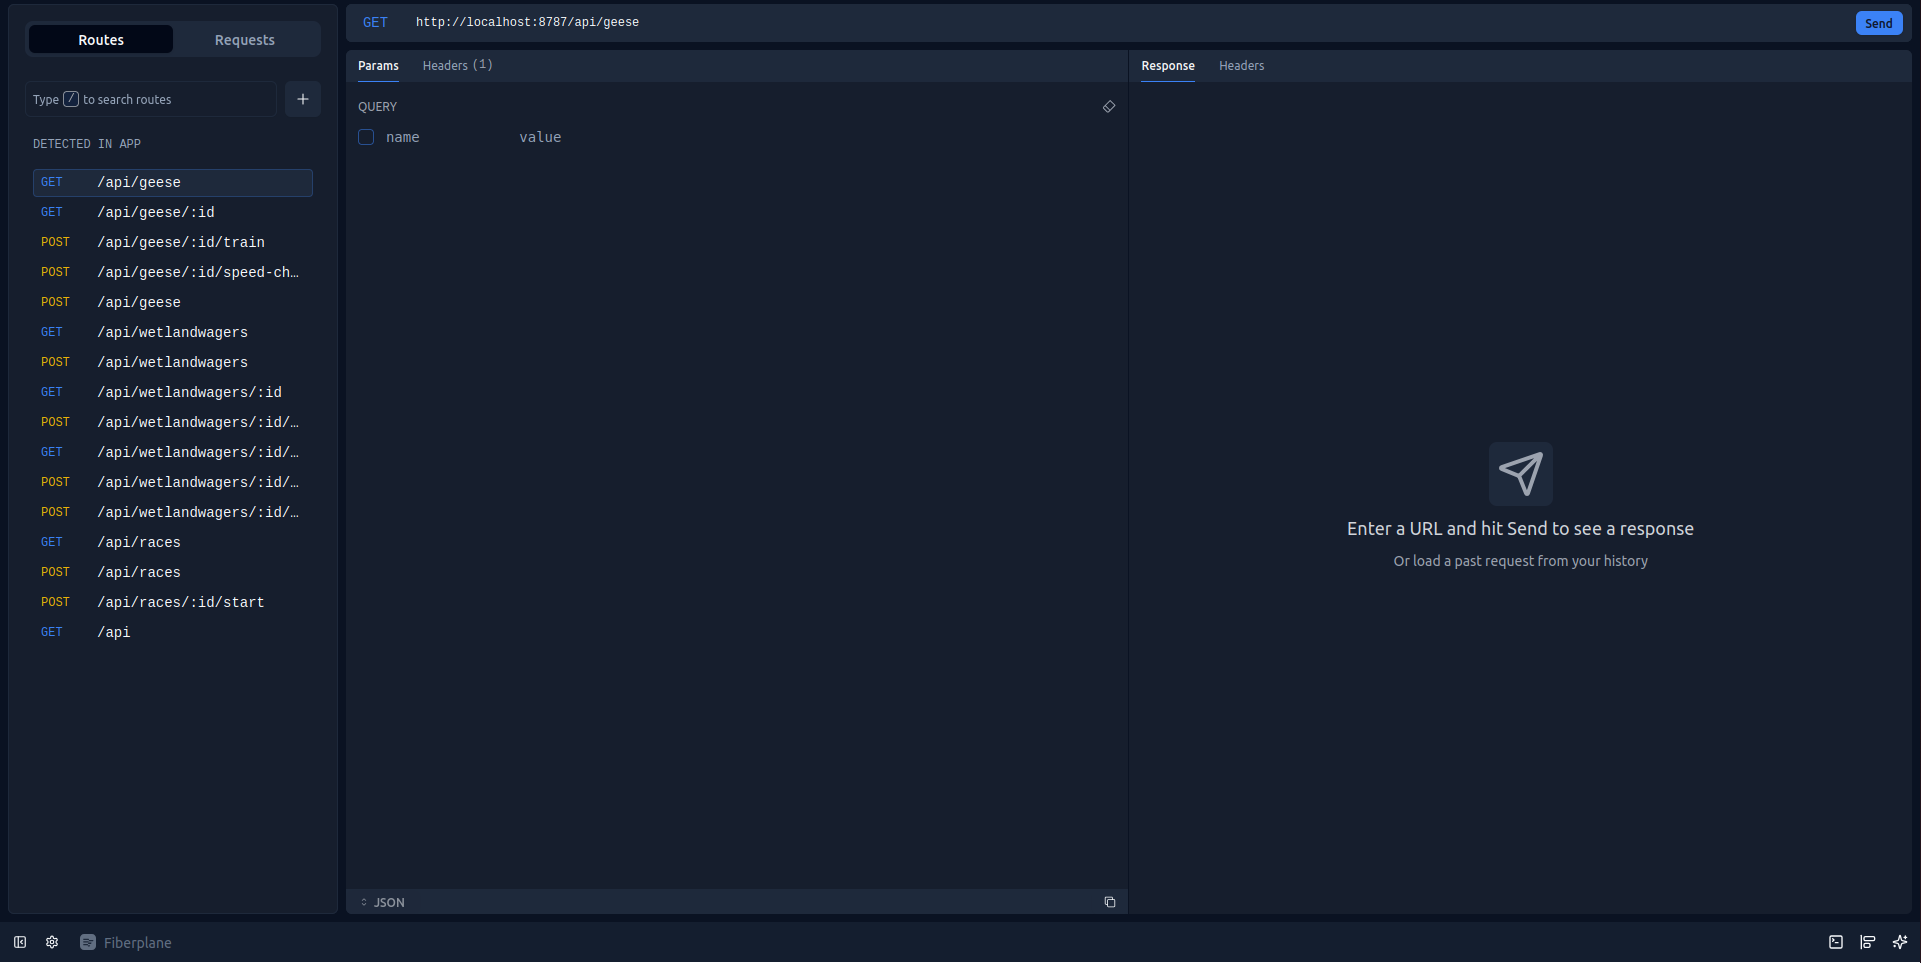 Routes
Requests
Type / to search routes
+
DETECTED IN APP
GET /api/geese
GET /api/geese/:id
POST /api/geese/:id/train
POST /api/geese/:id/speed-ch…
POST /api/geese
GET /api/wetlandwagers
POST /api/wetlandwagers
GET /api/wetlandwagers/:id
POST /api/wetlandwagers/:id/…
GET /api/wetlandwagers/:id/…
POST /api/wetlandwagers/:id/…
POST /api/wetlandwagers/:id/…
GET /api/races
POST /api/races
POST /api/races/:id/start
GET /api
GET http://localhost:8787/api/geese
Send
Params
Headers (1)
QUERY
name value
JSON
Response
Headers
Enter a URL and hit Send to see a response
Or load a past request from your history
Fiberplane